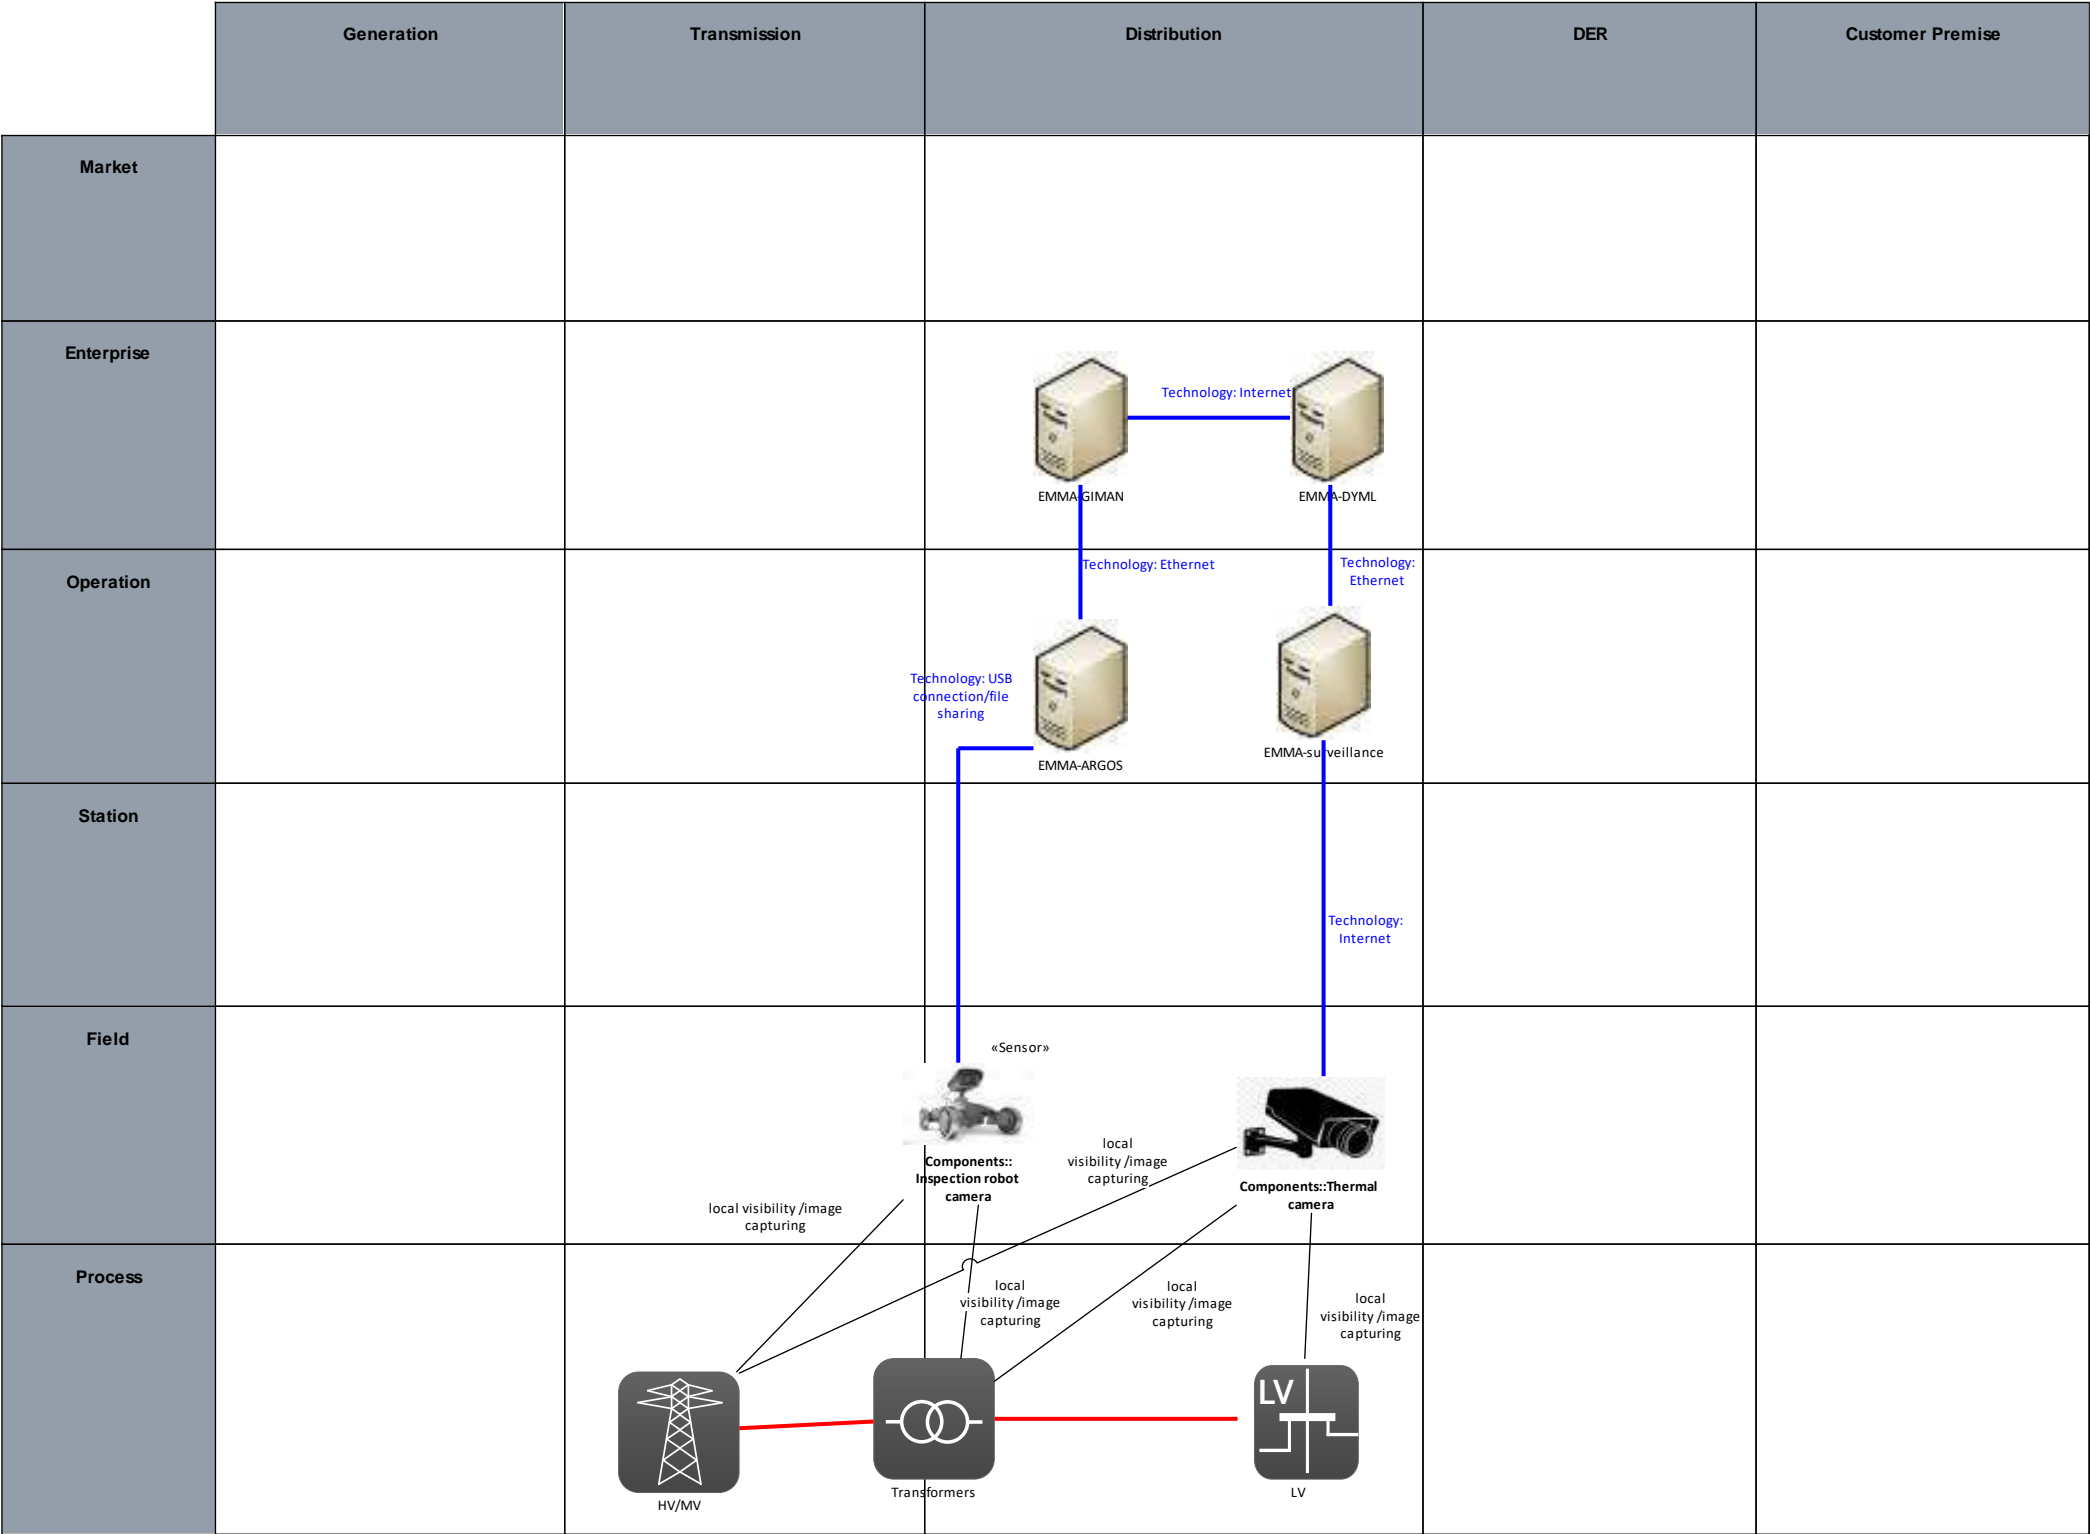 Generation
Transmission
Distribution
DER
Customer Premise
Market
Enterprise
Technology: Internet
EMMA-GIMAN
EMMA-DYML
Operation
Technology: Ethernet
Technology:
Ethernet
Technology: USB
connection/file
sharing
EMMA-ARGOS
EMMA-surveillance
Station
Technology:
Internet
Field
«Sensor»
Components::
Inspection robot
camera
local
visibility /image
capturing
Components::Thermal
camera
local visibility /image
capturing
Process
local
visibility /image
capturing
local
visibility /image
capturing
local
visibility /image
capturing
LV
HV/MV
Transformers
LV